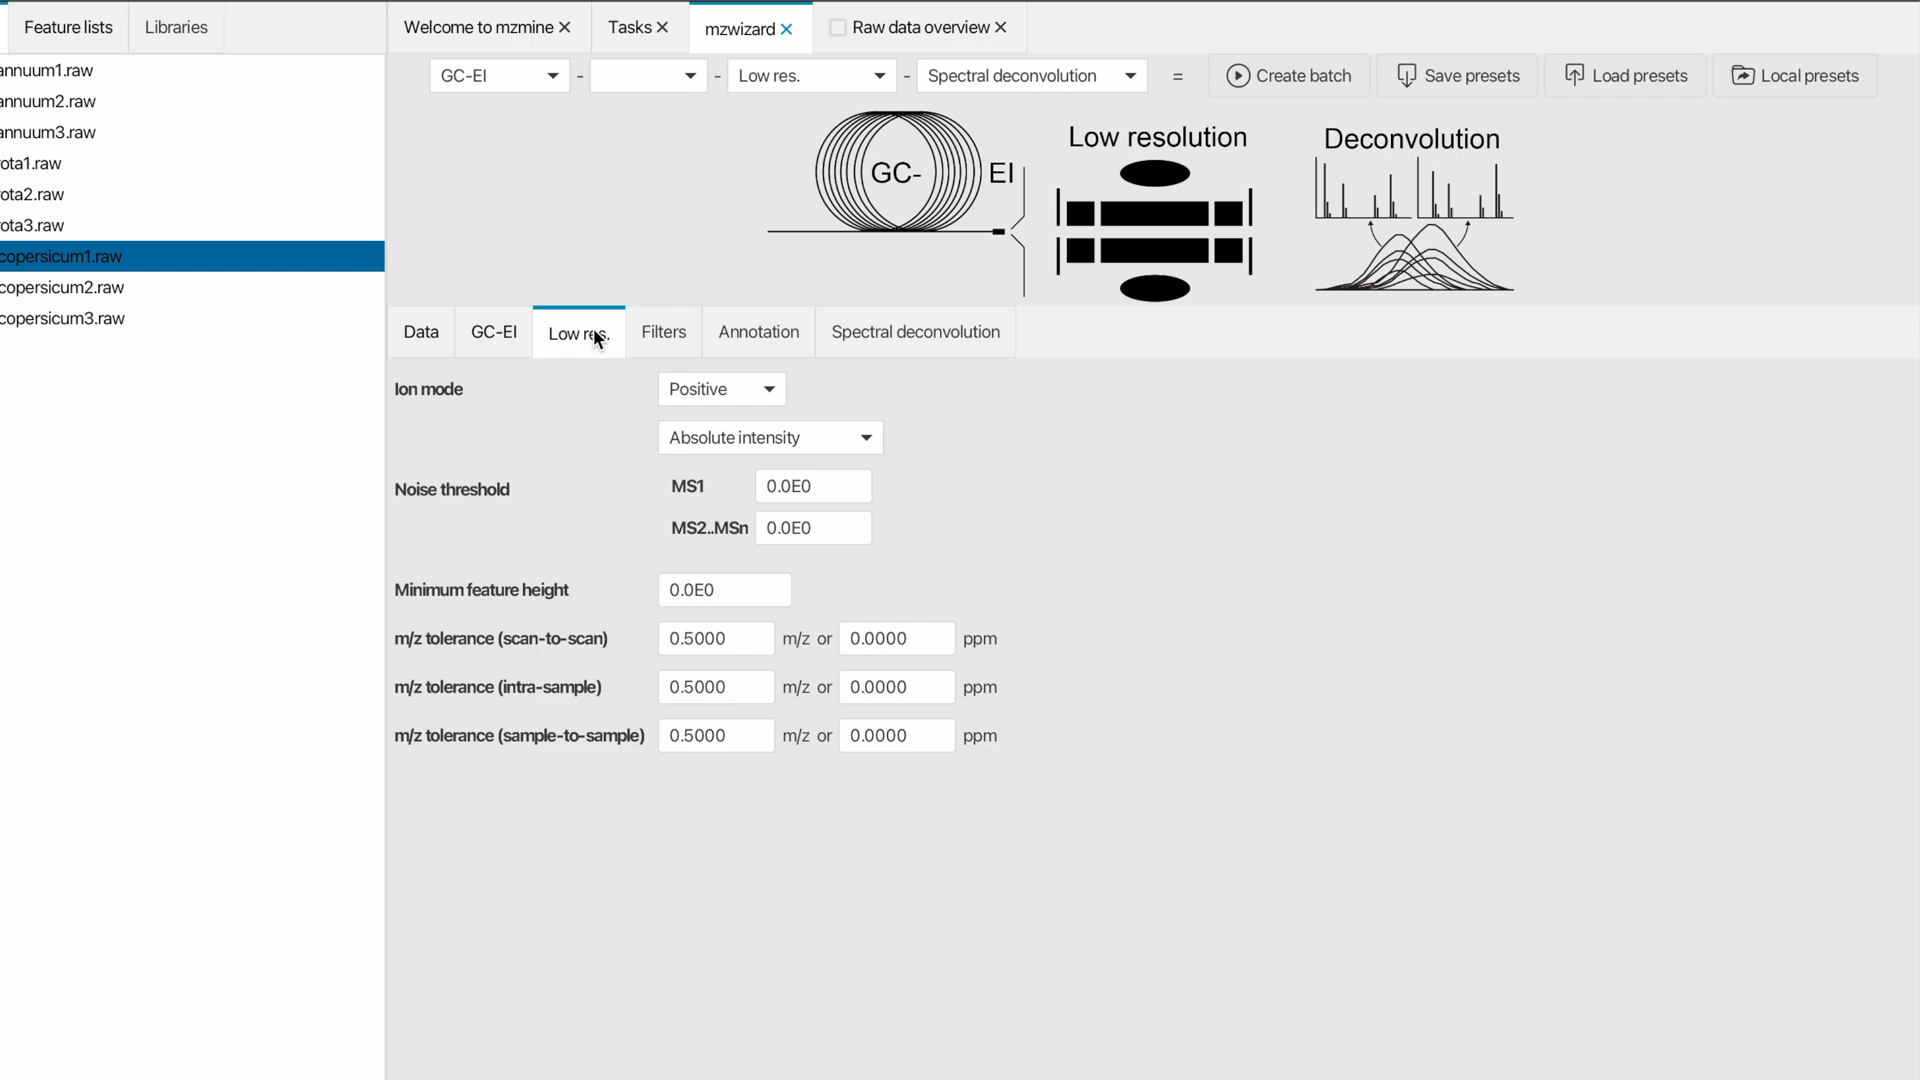 Feature lists Libraries
Welcome to mzmine Tasks mzwizard Raw data overview
annuum1.raw
annuum2.raw
annuum3.raw
ota1.raw
ota2.raw
ota3.raw
copersicum1.raw
copersicum2.raw
copersicum3.raw
GC-EI - - Low res. - Spectral deconvolution = Create batch Save presets Load presets Local presets
GC- EI
Low resolution
Deconvolution
Data GC-EI Low res. Filters Annotation Spectral deconvolution
Ion mode Positive
Absolute intensity
Noise threshold
MS1 0.0E0
MS2..MSn 0.0E0
Minimum feature height 0.0E0
m/z tolerance (scan-to-scan) 0.5000 m/z or 0.0000 ppm
m/z tolerance (intra-sample) 0.5000 m/z or 0.0000 ppm
m/z tolerance (sample-to-sample) 0.5000 m/z or 0.0000 ppm